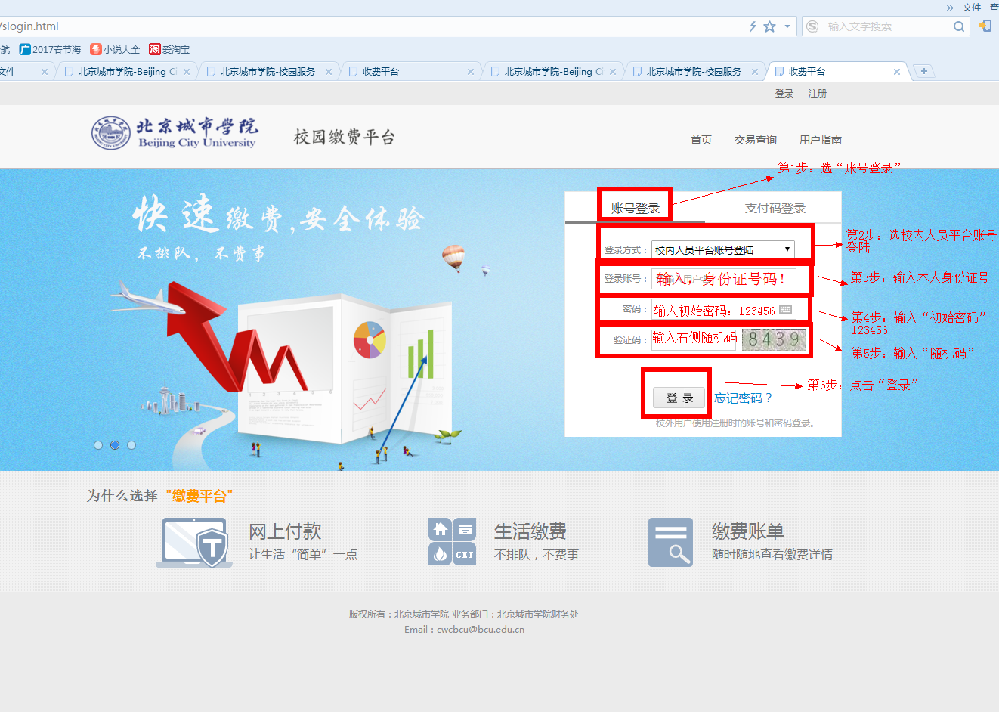 » 文件 查
/slogin.html
输入文字搜索
航 2017春节海 小说大全 爱淘宝
文件 北京城市学院-Beijing Ci 北京城市学院-校园服务 收费平台 北京城市学院-Beijing Ci 北京城市学院-校园服务 收费平台
登录 注册
北京城市學院
Beijing City University
校园缴费平台
首页 交易查询 用户指南
第1步：选“账号登录”
快速缴费,安全体验
不排队，不费事
账号登录 支付码登录
登录方式： 校内人员平台账号登陆
第2步：选校内人员平台账号
登陆
登录账号： 输入，身份证号码！
第3步：输入本人身份证号
密码： 输入初始密码：123456
第4步：输入“初始密码”
123456
验证码： 输入右侧随机码 8439
第5步：输入“随机码”
登 录 忘记密码？
第6步：点击“登录”
校外用户使用注册时的账号和密码登录。
为什么选择 "缴费平台"
网上付款
让生活“简单”一点
CET
生活缴费
不排队，不费事
缴费账单
随时随地查看缴费详情
版权所有：北京城市学院 业务部门：北京城市学院财务处
Email：cwcbcu@bcu.edu.cn